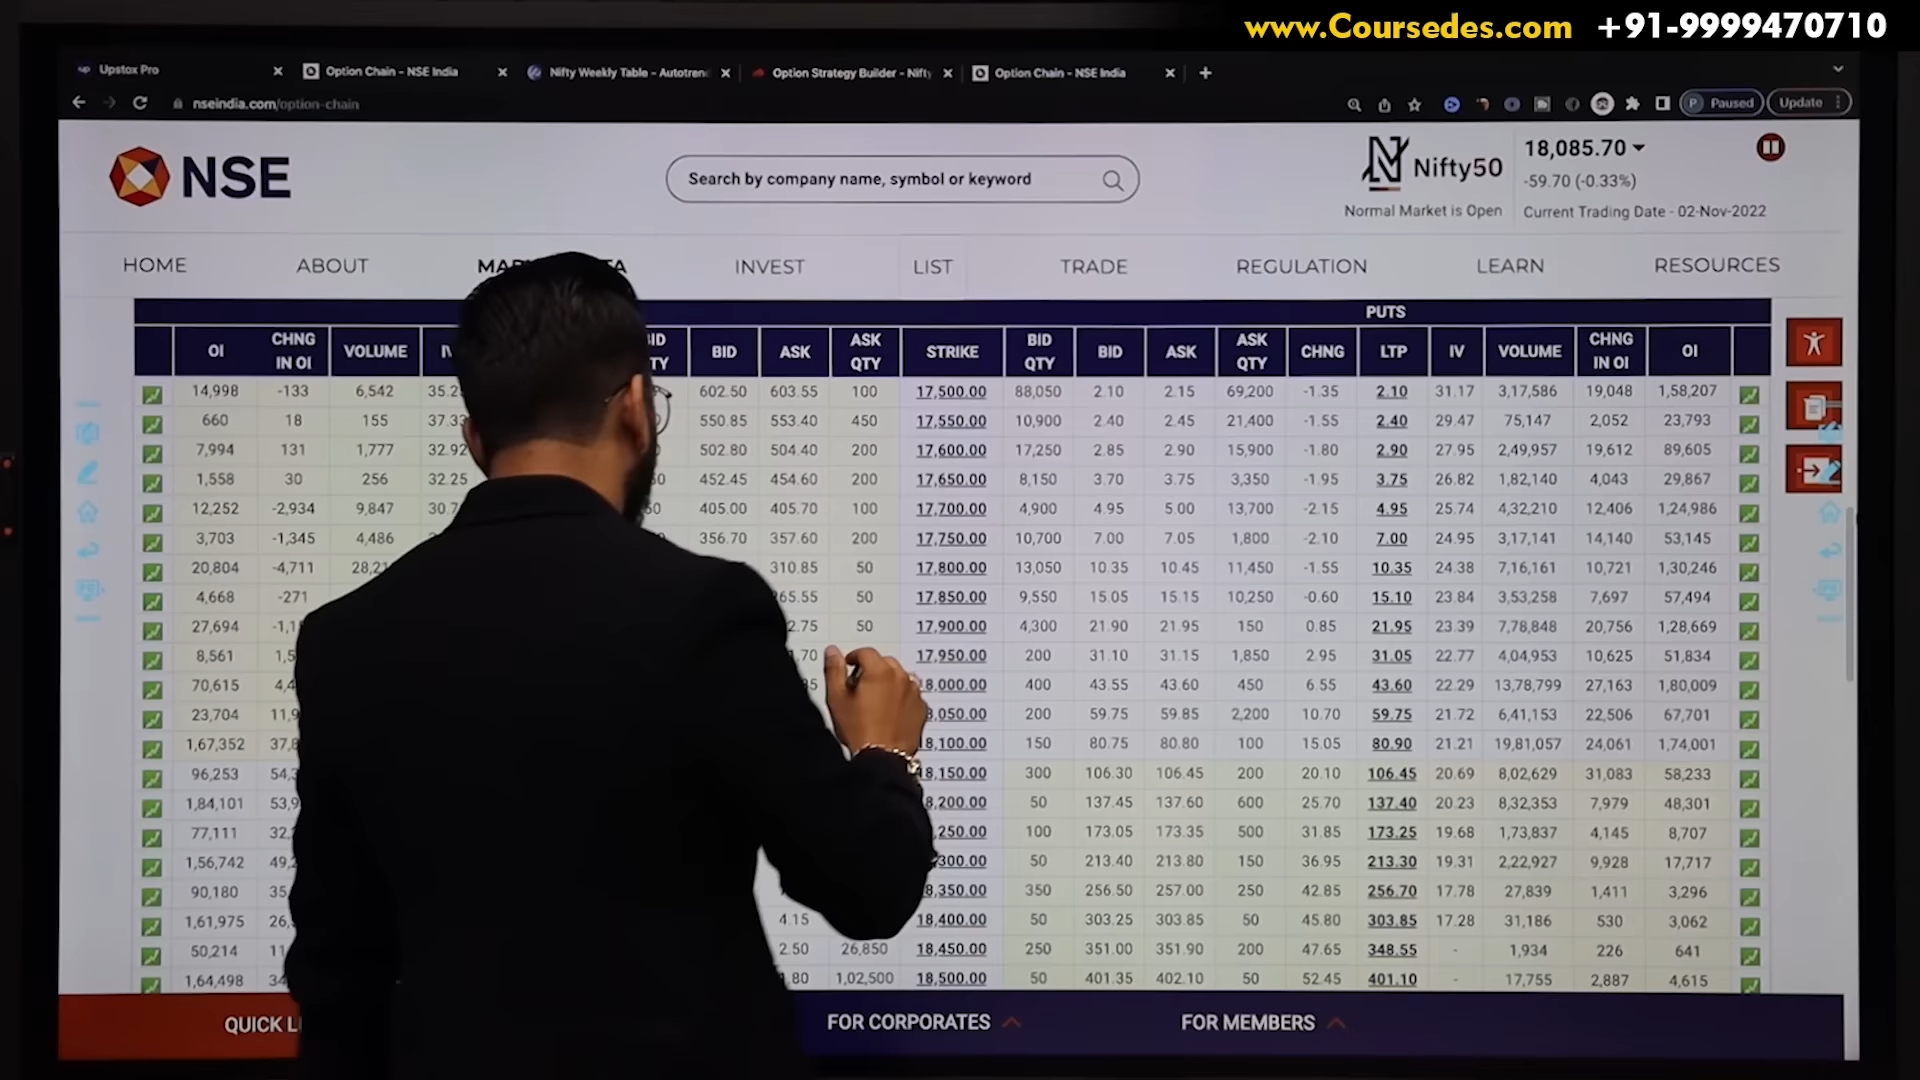 www.Coursedes.com +91-9999470710
Upstox Pro
Option Chain - NSE India
Nifty Weekly Table - Autotren
Option Strategy Builder - Nifty
Option Chain - NSE India
nseindia.com/option-chain
Paused
Update
NSE
Search by company name, symbol or keyword
Nifty50
18,085.70
-59.70 (-0.33%)
Normal Market is Open
Current Trading Date - 02-Nov-2022
HOME ABOUT INVEST LIST TRADE REGULATION LEARN RESOURCES
PUTS
OI CHNG IN OI VOLUME BID ASK ASK QTY STRIKE BID QTY BID ASK ASK QTY CHNG LTP IV VOLUME CHNG IN OI OI
14,998 -133 6,542 602.50 603.55 100 17,500.00 88,050 2.10 2.15 69,200 -1.35 2.10 31.17 3,17,586 19,048 1,58,207
660 18 155 37.33 550.85 553.40 450 17,550.00 10,900 2.40 2.45 21,400 -1.55 2.40 29.47 75,147 2,052 23,793
7,994 131 1,777 32.92 502.80 504.40 200 17,600.00 17,250 2.85 2.90 15,900 -1.80 2.90 27.95 2,49,957 19,612 89,605
1,558 30 256 32.25 452.45 454.60 200 17,650.00 8,150 3.70 3.75 3,350 -1.95 3.75 26.82 1,82,140 4,043 29,867
12,252 -2,934 9,847 405.00 405.70 100 17,700.00 4,900 4.95 5.00 13,700 -2.15 4.95 25.74 4,32,210 12,406 1,24,986
3,703 -1,345 4,486 356.70 357.60 200 17,750.00 10,700 7.00 7.05 1,800 -2.10 7.00 24.95 3,17,141 14,140 53,145
20,804 -4,711 310.85 50 17,800.00 13,050 10.35 10.45 11,450 -1.55 10.35 24.38 7,16,161 10,721 1,30,246
4,668 -271 50 17,850.00 9,550 15.05 15.15 10,250 -0.60 15.10 23.84 3,53,258 7,697 57,494
27,694 50 17,900.00 4,300 21.90 21.95 150 0.85 21.95 23.39 7,78,848 20,756 1,28,669
8,561 17,950.00 200 31.10 31.15 1,850 2.95 31.05 22.77 4,04,953 10,625 51,834
70,615 400 43.55 43.60 450 6.55 43.60 22.29 13,78,799 27,163 1,80,009
23,704 200 59.75 59.85 2,200 10.70 59.75 21.72 6,41,153 22,506 67,701
1,67,352 150 80.75 80.80 100 15.05 80.90 21.21 19,81,057 24,061 1,74,001
96,253 300 106.30 106.45 200 20.10 106.45 20.69 8,02,629 31,083 58,233
1,84,101 50 137.45 137.60 600 25.70 137.40 20.23 8,32,353 7,979 48,301
77,111 100 173.05 173.35 500 31.85 173.25 19.68 1,73,837 4,145 8,707
1,56,742 50 213.40 213.80 150 36.95 213.30 19.31 2,22,927 9,928 17,717
90,180 350 256.50 257.00 250 42.85 256.70 17.78 27,839 1,411 3,296
1,61,975 4.15 18,400.00 50 303.25 303.85 50 45.80 303.85 17.28 31,186 530 3,062
50,214 2.50 26,850 18,450.00 250 351.00 351.90 200 47.65 348.55 - 1,934 226 641
1,64,498 1,02,500 18,500.00 50 401.35 402.10 50 52.45 401.10 - 17,755 2,887 4,615
QUICK FOR CORPORATES FOR MEMBERS